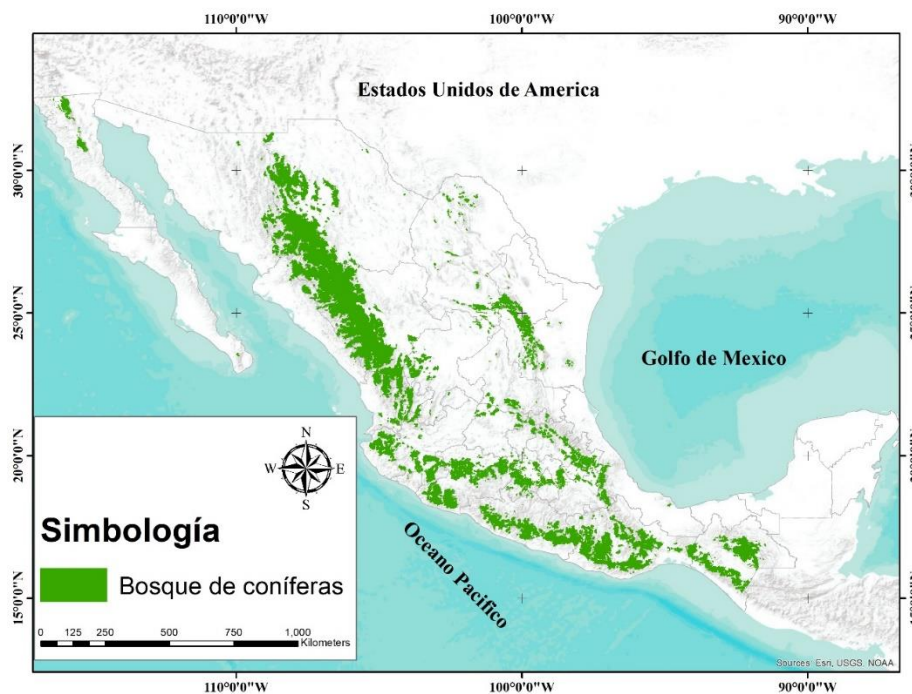 110°0'0"W 100°0'0"W 90°0'0"W
Estados Unidos de America
30°0'0"N
25°0'0"N
20°0'0"N
15°0'0"N
Golfo de Mexico
Oceano Pacifico
N
W E
S
Simbología
Bosque de coníferas
0 125 250 500 750 1,000
Kilometers
Sources: Esri, USGS, NOAA
110°0'0"W 100°0'0"W 90°0'0"W